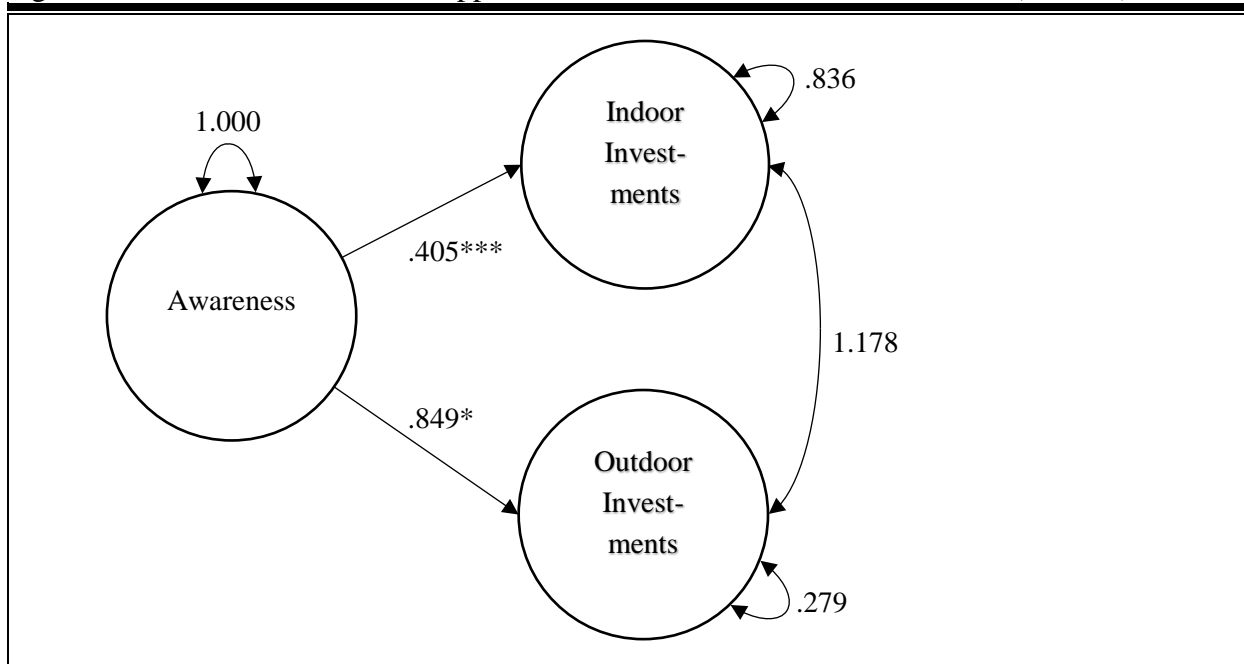 1.000
Indoor
Invest-
ments
.836
.405***
Awareness
1.178
.849*
Outdoor
Invest-
ments
.279